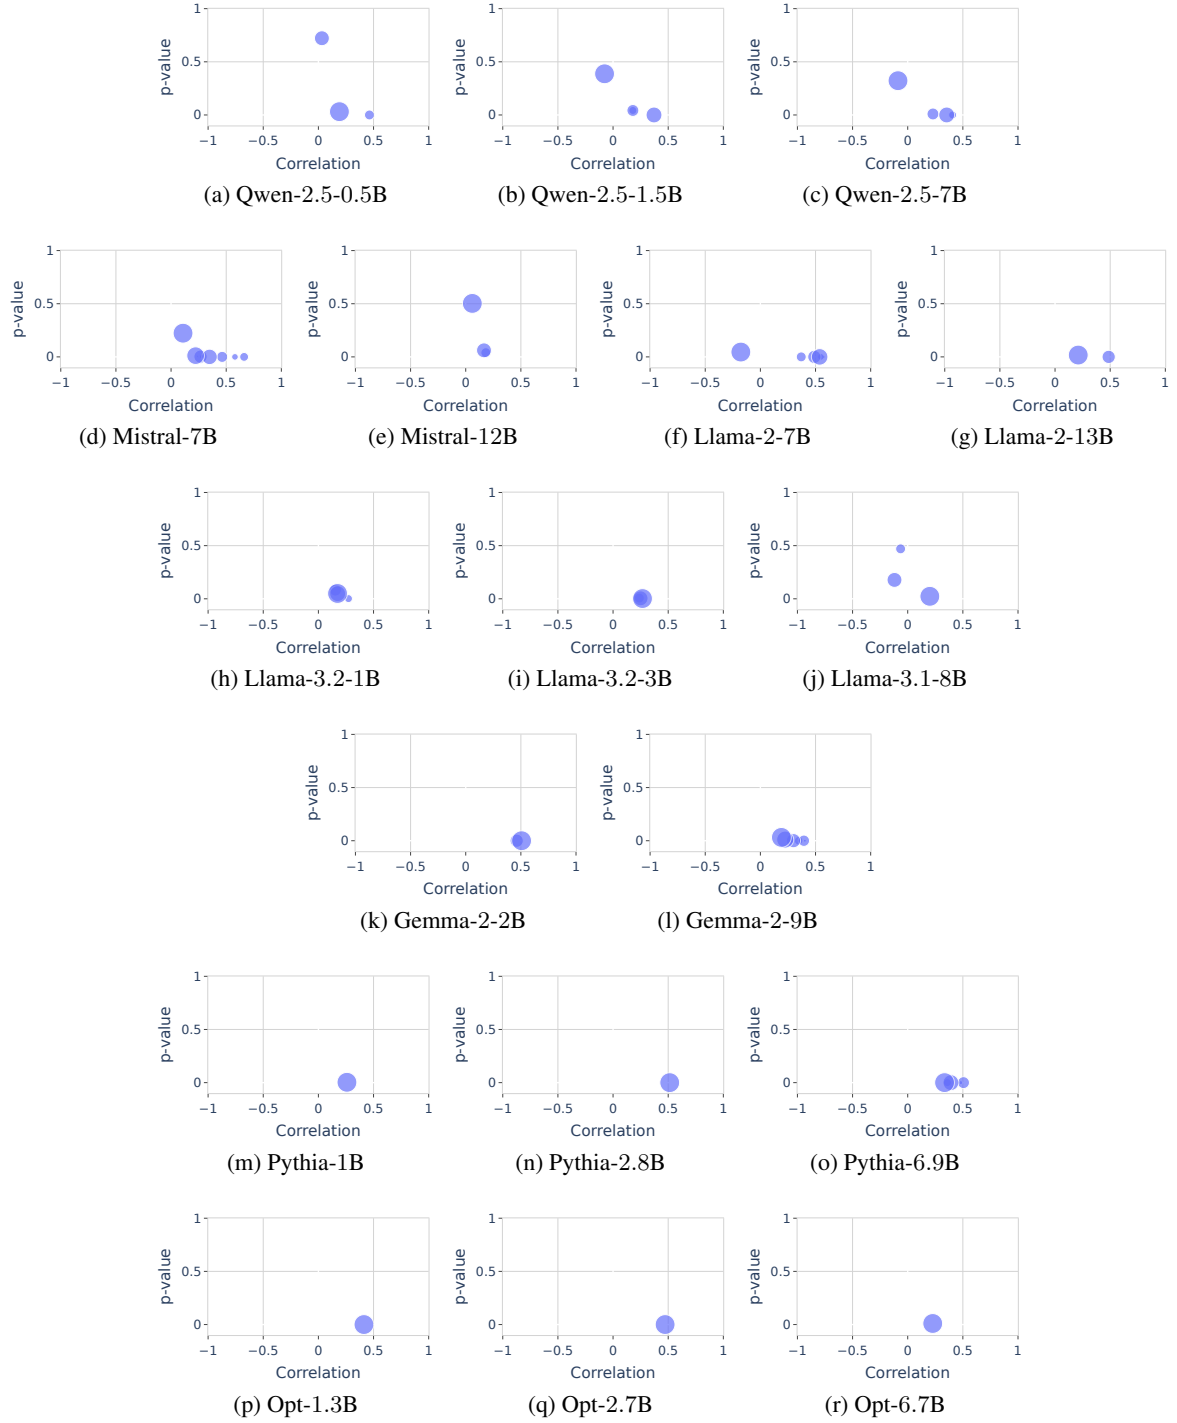 1
1
1
p-value
p-value
p-value
0.5
0.5
0.5
0
0
0
−1 −0.5 0 0.5 1
−1 −0.5 0 0.5 1
−1 −0.5 0 0.5 1
Correlation
Correlation
Correlation
(a) Qwen-2.5-0.5B
(b) Qwen-2.5-1.5B
(c) Qwen-2.5-7B
1
1
1
1
p-value
p-value
p-value
p-value
0.5
0.5
0.5
0.5
0
0
0
0
−1 −0.5 0 0.5 1
−1 −0.5 0 0.5 1
−1 −0.5 0 0.5 1
−1 −0.5 0 0.5 1
Correlation
Correlation
Correlation
Correlation
(d) Mistral-7B
(e) Mistral-12B
(f) Llama-2-7B
(g) Llama-2-13B
1
1
1
p-value
p-value
p-value
0.5
0.5
0.5
0
0
0
−1 −0.5 0 0.5 1
−1 −0.5 0 0.5 1
−1 −0.5 0 0.5 1
Correlation
Correlation
Correlation
(h) Llama-3.2-1B
(i) Llama-3.2-3B
(j) Llama-3.1-8B
1
1
p-value
p-value
0.5
0.5
0
0
−1 −0.5 0 0.5 1
−1 −0.5 0 0.5 1
Correlation
Correlation
(k) Gemma-2-2B
(l) Gemma-2-9B
1
1
1
p-value
p-value
p-value
0.5
0.5
0.5
0
0
0
−1 −0.5 0 0.5 1
−1 −0.5 0 0.5 1
−1 −0.5 0 0.5 1
Correlation
Correlation
Correlation
(m) Pythia-1B
(n) Pythia-2.8B
(o) Pythia-6.9B
1
1
1
p-value
p-value
p-value
0.5
0.5
0.5
0
0
0
−1 −0.5 0 0.5 1
−1 −0.5 0 0.5 1
−1 −0.5 0 0.5 1
Correlation
Correlation
Correlation
(p) Opt-1.3B
(q) Opt-2.7B
(r) Opt-6.7B